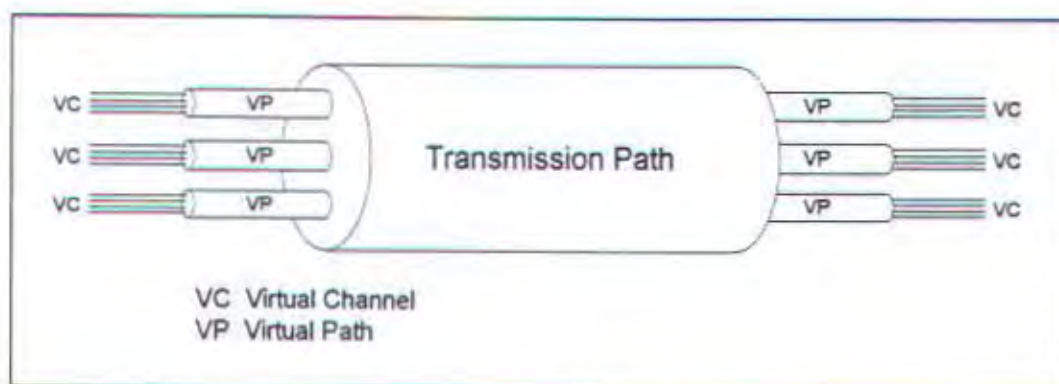 VC VP VP VC
VC VP Transmission Path VP VC
VC VP VP VC
VC Virtual Channel
VP Virtual Path